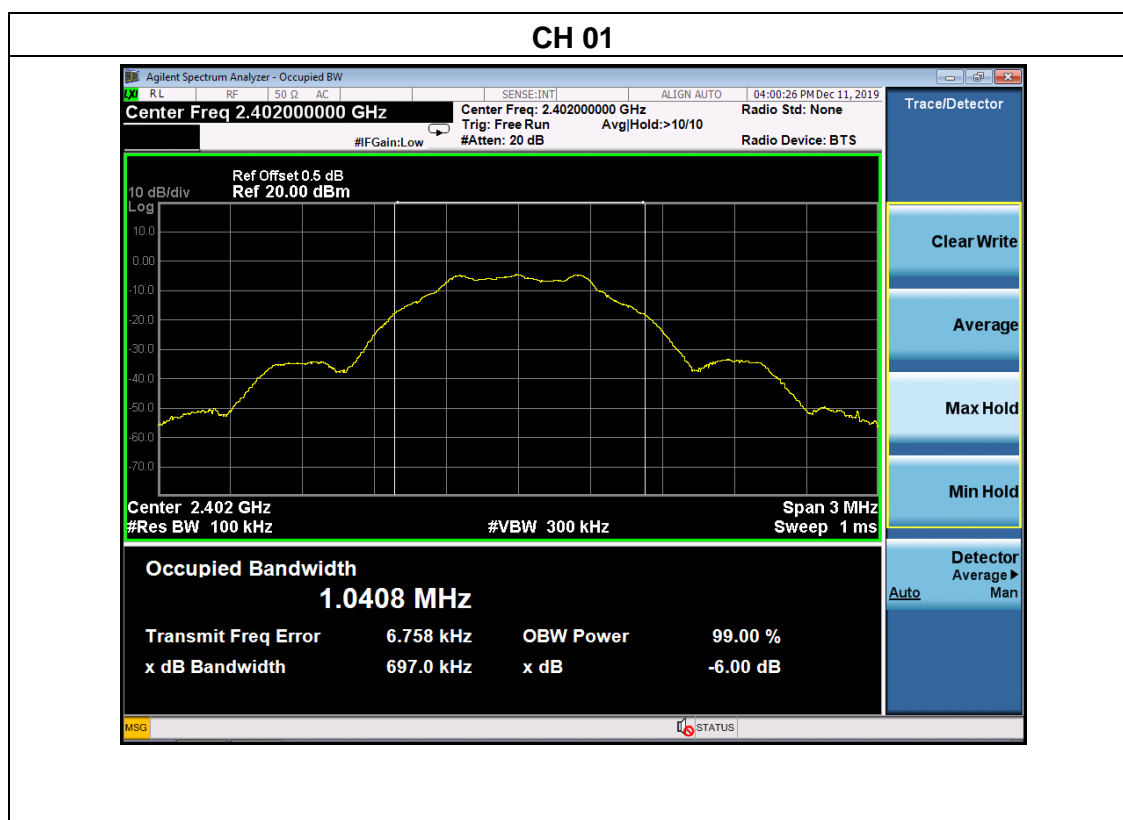 CH 01
Agilent Spectrum Analyzer - Occupied BW
LXI RL RF 50 Ω AC SENSE:INT ALIGN AUTO 04:00:26 PM Dec 11, 2019
Center Freq 2.402000000 GHz
Center Freq: 2.402000000 GHz
Radio Std: None
Trig: Free Run Avg|Hold:>10/10
#IFGain:Low
#Atten: 20 dB
Radio Device: BTS
Ref Offset 0.5 dB
10 dB/div Ref 20.00 dBm
Log
10.0
0.00
-10.0
-20.0
-30.0
-40.0
-50.0
-60.0
-70.0
Center 2.402 GHz
Span 3 MHz
#Res BW 100 kHz
#VBW 300 kHz
Sweep 1 ms
Occupied Bandwidth
1.0408 MHz
Transmit Freq Error 6.758 kHz OBW Power 99.00 %
x dB Bandwidth 697.0 kHz x dB -6.00 dB
Trace/Detector
Clear Write
Average
Max Hold
Min Hold
Detector
Average
Auto Man
MSG
STATUS